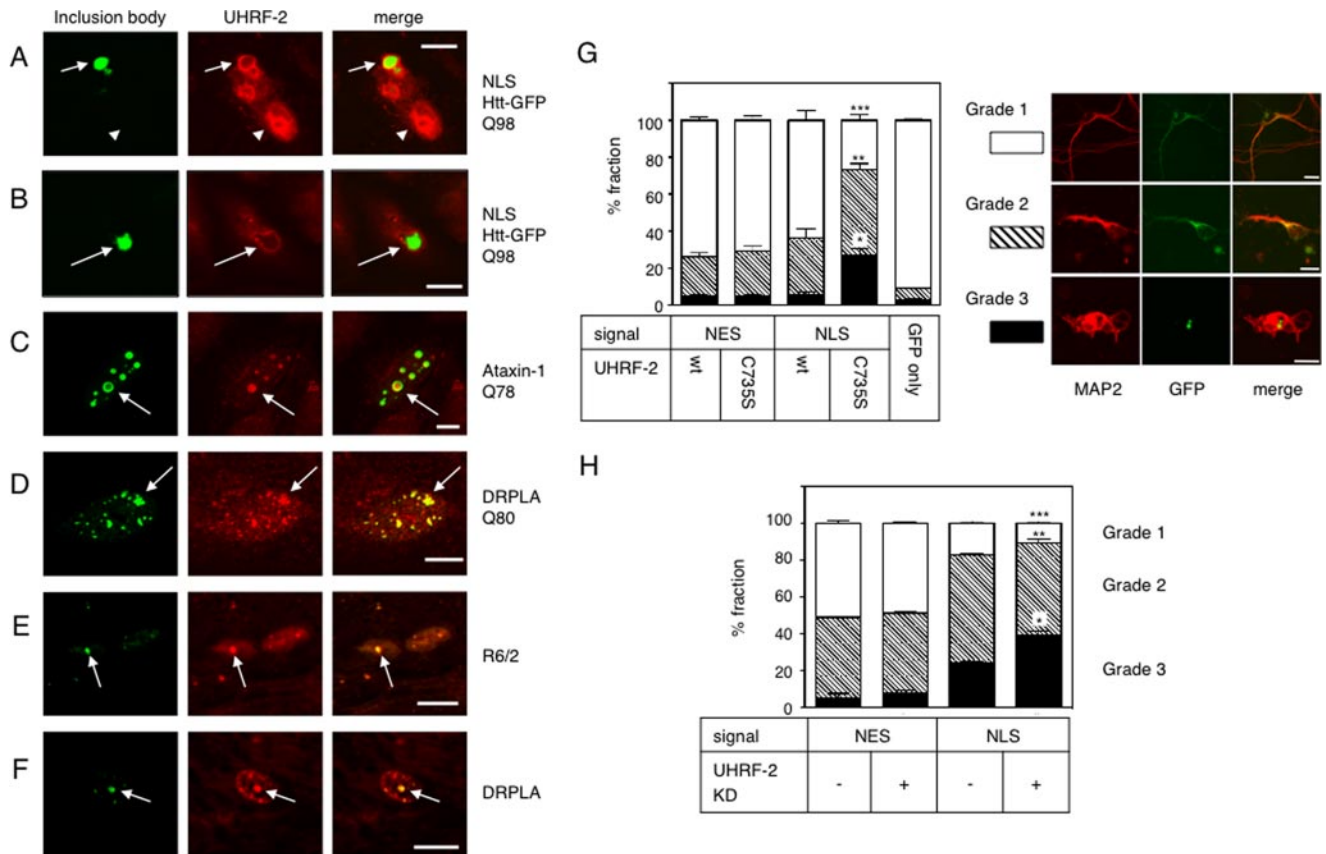 Inclusion body UHRF-2 merge
A
NLS
Htt-GFP
Q98
B
NLS
Htt-GFP
Q98
C
Ataxin-1
Q78
D
DRPLA
Q80
E
R6/2
F
DRPLA
G
% fraction
100
80
60
40
20
0
***
**
*
signal NES NLS GFP only
UHRF-2 wt C735S wt C735S
Grade 1
Grade 2
Grade 3
MAP2 GFP merge
H
% fraction
100
80
60
40
20
0
***
**
*
Grade 1
Grade 2
Grade 3
signal NES NLS
UHRF-2
KD - + - +